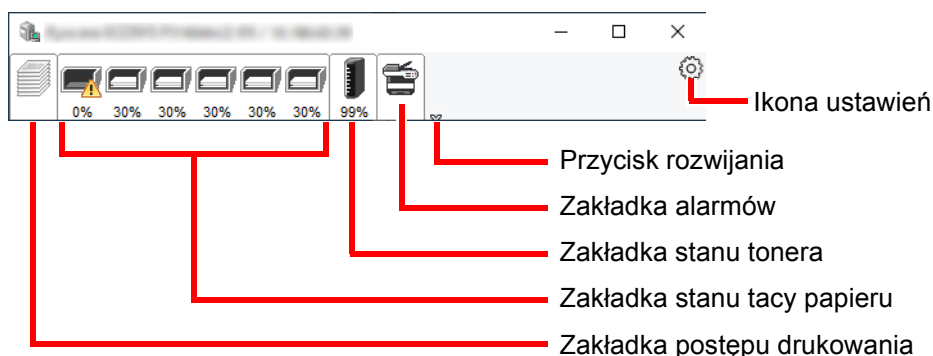 0% 30% 30% 30% 30% 30% 99%
Ikona ustawień
Przycisk rozwijania
Zakładka alarmów
Zakładka stanu tonera
Zakładka stanu tacy papieru
Zakładka postępu drukowania